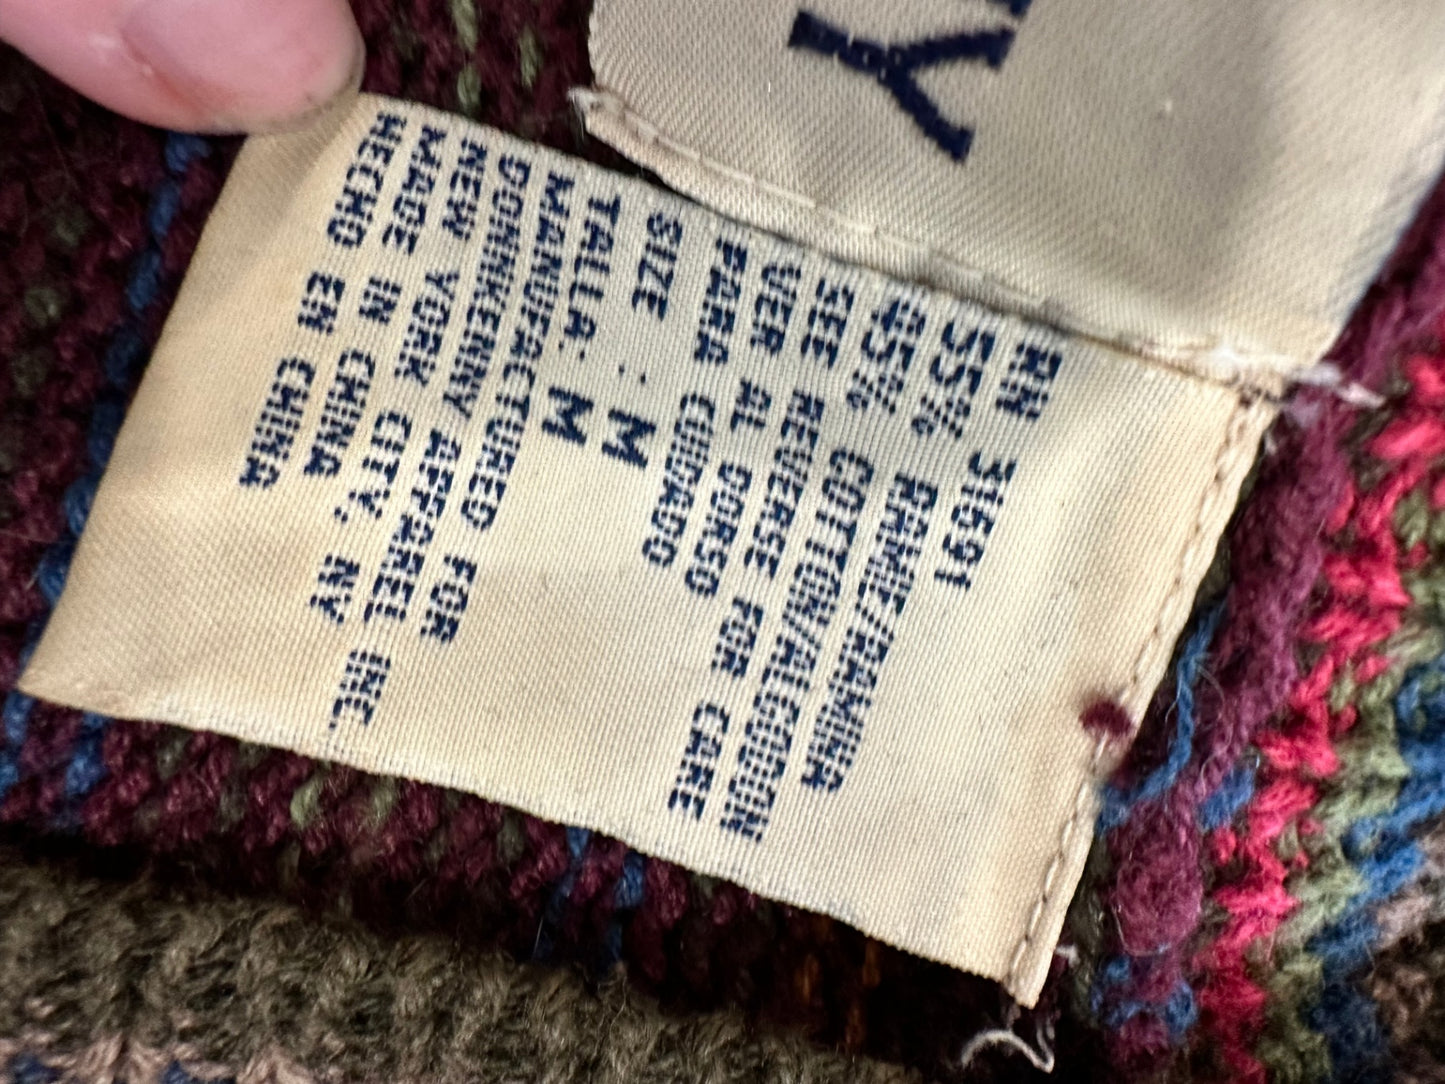 Y
RN 31691
55% RAMIE/RAMINA
45% COTTON/ALGODON
SEE REVERSE FOR CARE
VER AL DORSO
PARA CUIDADO
SIZE : M
TALLA: M
MANUFACTURED FOR
DONNKENNY APPAREL INC.
NEW YORK CITY, NY
MADE IN CHINA
HECHO EN CHINA